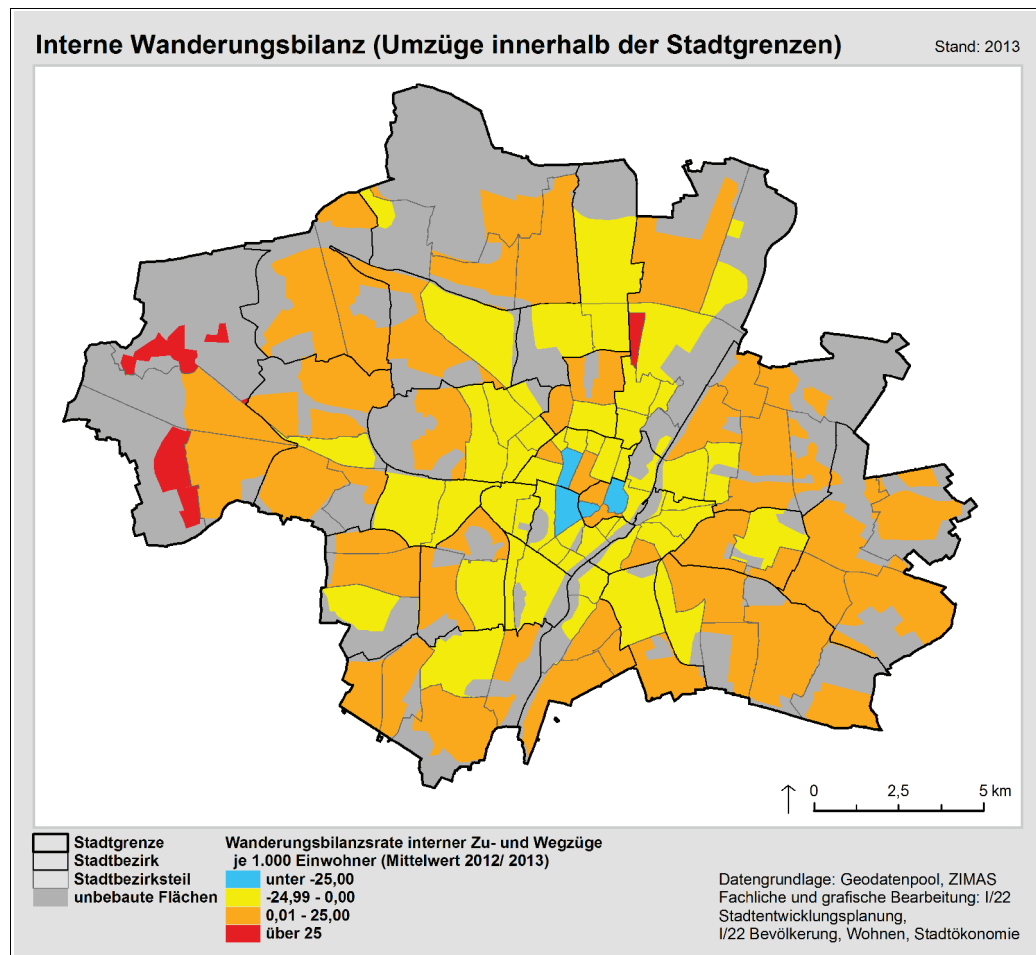 Interne Wanderungsbilanz (Umzüge innerhalb der Stadtgrenzen)
Stand: 2013
0 2,5 5 km
Stadtgrenze
Stadtbezirk
Stadtbezirksteil
unbebaute Flächen
Wanderungsbilanzsrate interner Zu- und Wegzüge
je 1.000 Einwohner (Mittelwert 2012/ 2013)
unter -25,00
-24,99 - 0,00
0,01 - 25,00
über 25
Datengrundlage: Geodatenpool, ZIMAS
Fachliche und grafische Bearbeitung: I/22
Stadtentwicklungsplanung,
I/22 Bevölkerung, Wohnen, Stadtökonomie